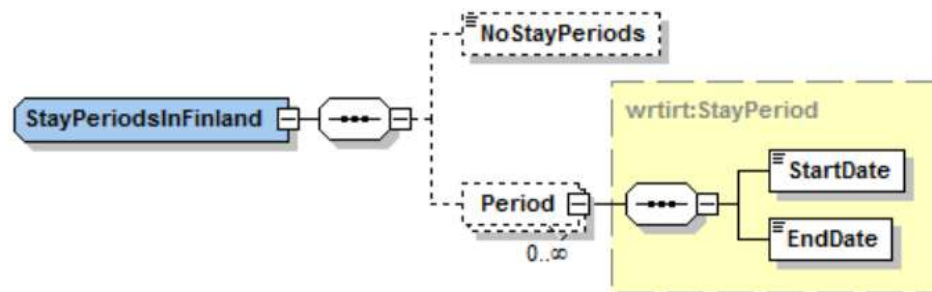 NoStayPeriods
StayPeriodsInFinland
wrtirt:StayPeriod
StartDate
Period
0..∞
EndDate